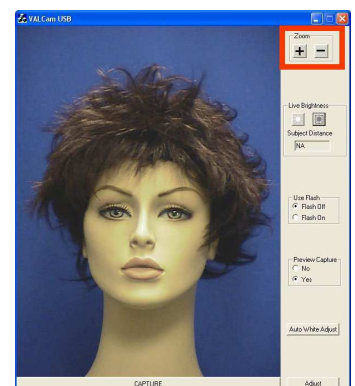 VALCam USB
Zoom
+ −
Live Brightness
Subject Distance
NA
Use Flash
Flash Off
Flash On
Preview Capture
No
Yes
Auto White Adjust
CAPTURE
Adjust